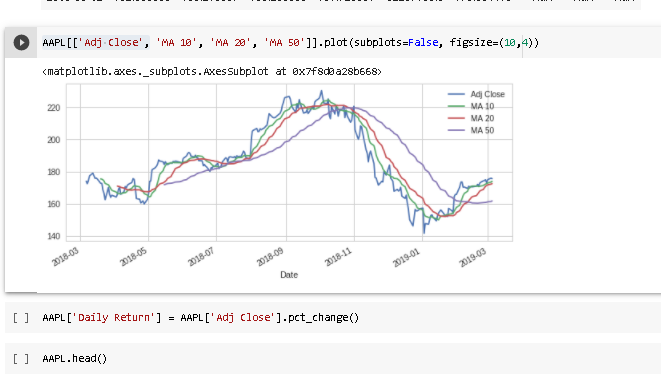 AAPL[['Adj Close', 'MA 10', 'MA 20', 'MA 50']].plot(subplots=False, figsize=(10,4))
<matplotlib.axes._subplots.AxesSubplot at 0x7f8d0a28b668>
Adj Close
MA 10
MA 20
MA 50
220
200
180
160
140
2018-03
2018-05
2018-07
2018-09
2018-11
2019-01
2019-03
Date
[ ] AAPL['Daily Return'] = AAPL['Adj Close'].pct_change()
[ ] AAPL.head()